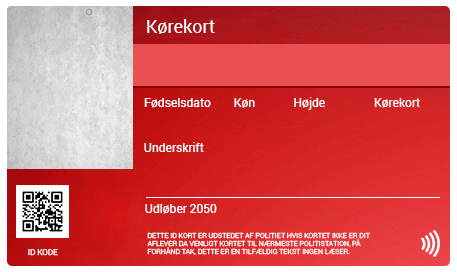 Kørekort
Fødselsdato Køn Højde Kørekort
Underskrift
Udløber 2050
ID KODE
DETTE ID KORT ER UDSTEDET AF POLITIET HVIS KORTET IKKE ER DIT
AFLEVER DA VENLIGT KORTET TIL NÆRMESTE POLITISTATION, PÅ
FORHÅND TAK, DETTE ER EN TILFÆLDIG TEKST INGEN LÆSER.